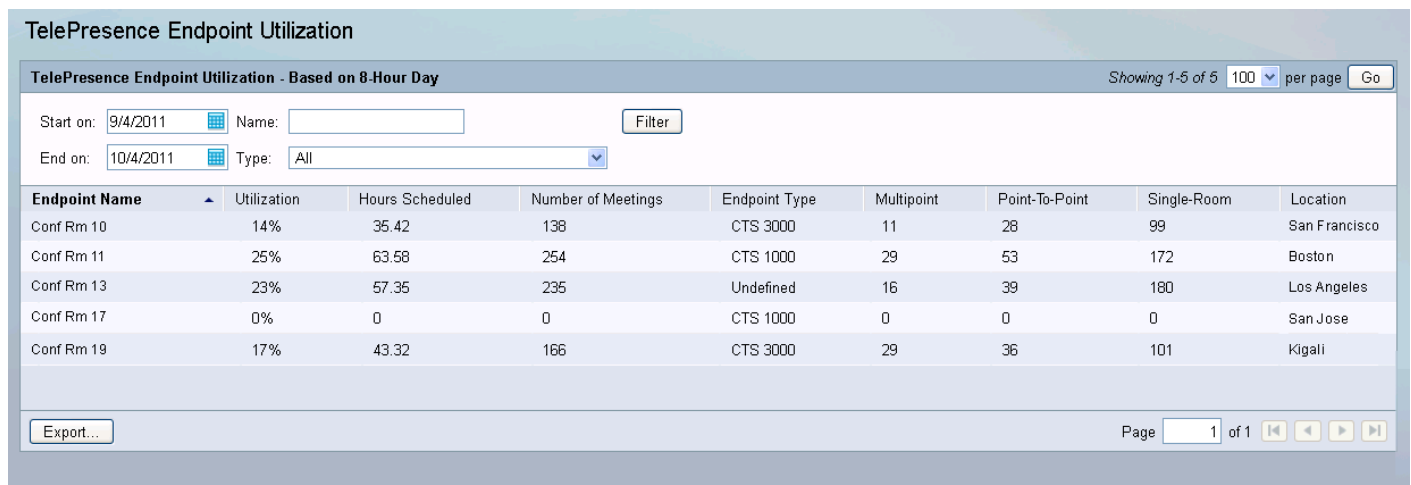 TelePresence Endpoint Utilization
TelePresence Endpoint Utilization - Based on 8-Hour Day Showing 1-5 of 5 100 per page Go
Start on: 9/4/2011 Name: Filter
End on: 10/4/2011 Type: All
Endpoint Name Utilization Hours Scheduled Number of Meetings Endpoint Type Multipoint Point-To-Point Single-Room Location
Conf Rm 10 14% 35.42 138 CTS 3000 11 28 99 San Francisco
Conf Rm 11 25% 63.58 254 CTS 1000 29 53 172 Boston
Conf Rm 13 23% 57.35 235 Undefined 16 39 180 Los Angeles
Conf Rm 17 0% 0 0 CTS 1000 0 0 0 San Jose
Conf Rm 19 17% 43.32 166 CTS 3000 29 36 101 Kigali
Export... Page 1 of 1